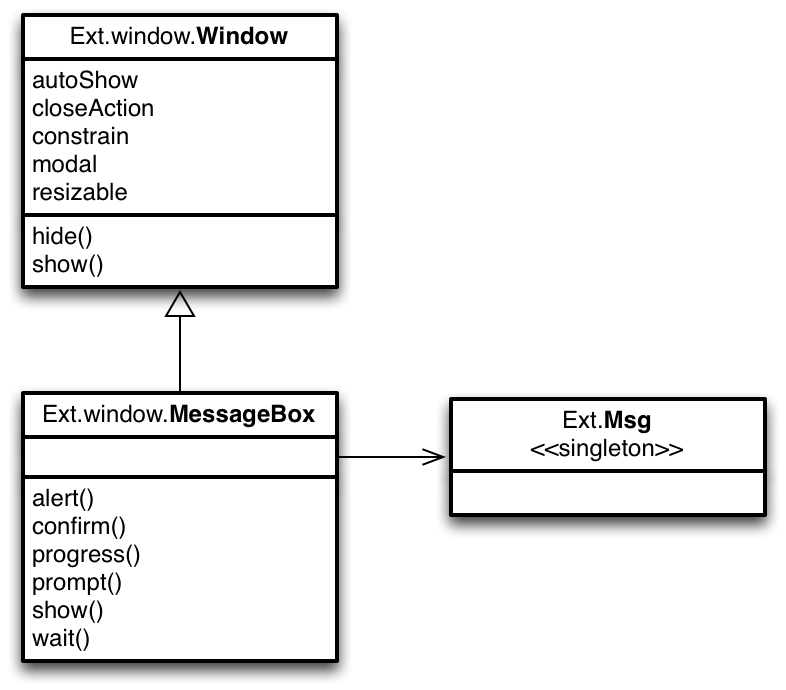 Ext.window.Window
autoShow
closeAction
constrain
modal
resizable
hide()
show()
Ext.window.MessageBox
alert()
confirm()
progress()
prompt()
show()
wait()
Ext.Msg
<<singleton>>